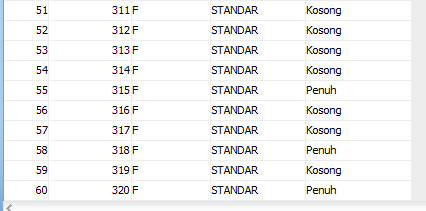 51 311 F STANDAR Kosong
52 312 F STANDAR Kosong
53 313 F STANDAR Kosong
54 314 F STANDAR Kosong
55 315 F STANDAR Penuh
56 316 F STANDAR Kosong
57 317 F STANDAR Kosong
58 318 F STANDAR Penuh
59 319 F STANDAR Kosong
60 320 F STANDAR Penuh